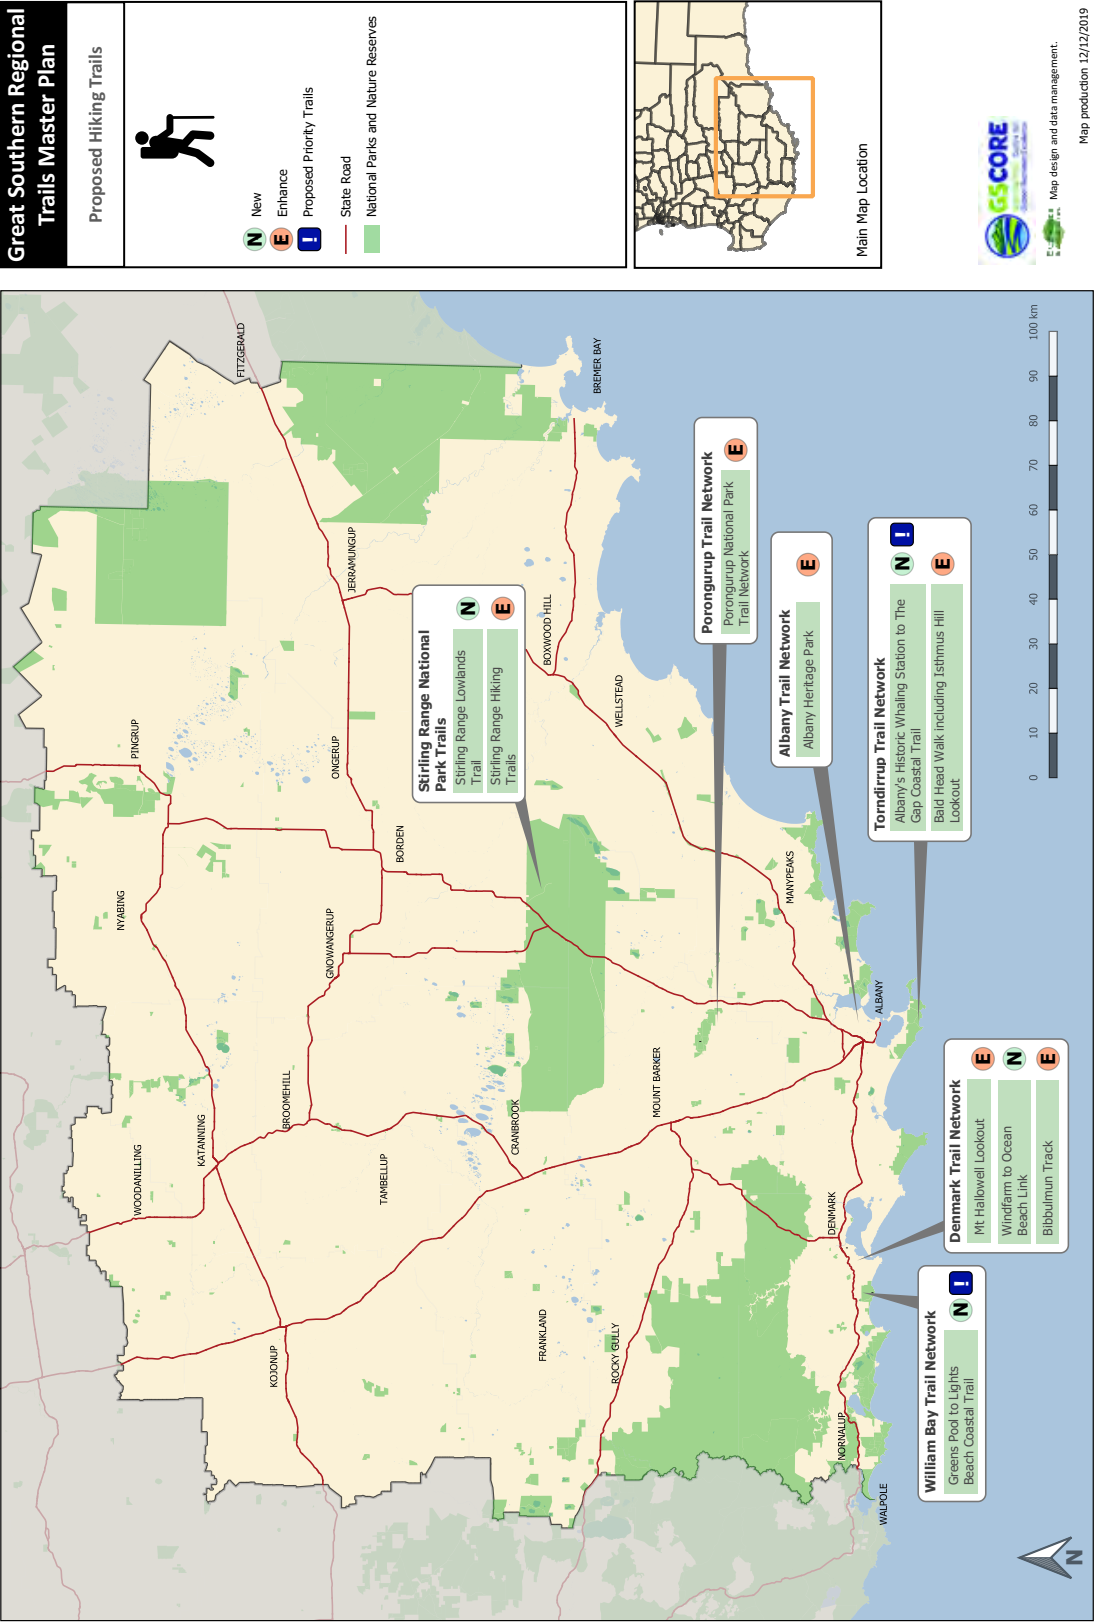 Great Southern Regional
Trails Master Plan
Proposed Hiking Trails
N New
E Enhance
! Proposed Priority Trails
State Road
National Parks and Nature Reserves
Main Map Location
GSCORE
Map design and data management.
Map production 12/12/2019
FITZGERALD
BREMER BAY
JERRAMUNGUP
BOXWOOD HILL
WELLSTEAD
PINGRUP
ONGERUP
BORDEN
NYABING
GNOWANGERUP
MANYPEAKS
ALBANY
BROOMEHILL
KATANNING
WOODANILLING
TAMBELLUP
CRANBROOK
MOUNT BARKER
DENMARK
KOJONUP
FRANKLAND
ROCKY GULLY
NORNALUP
WALPOLE
Stirling Range National
Park Trails
Stirling Range Lowlands
Trail
N
Stirling Range Hiking
Trails
E
Porongurup Trail Network
Porongurup National Park
Trail Network
E
Albany Trail Network
Albany Heritage Park
E
Torndirrup Trail Network
Albany's Historic Whaling Station to The
Gap Coastal Trail
N !
Bald Head Walk including Isthmus Hill
Lookout
E
Denmark Trail Network
Mt Hallowell Lookout
E
Windfarm to Ocean
Beach Link
N
Bibbulmun Track
E
William Bay Trail Network
Greens Pool to Lights
Beach Coastal Trail
N !
0 10 20 30 40 50 60 70 80 90 100 km
N